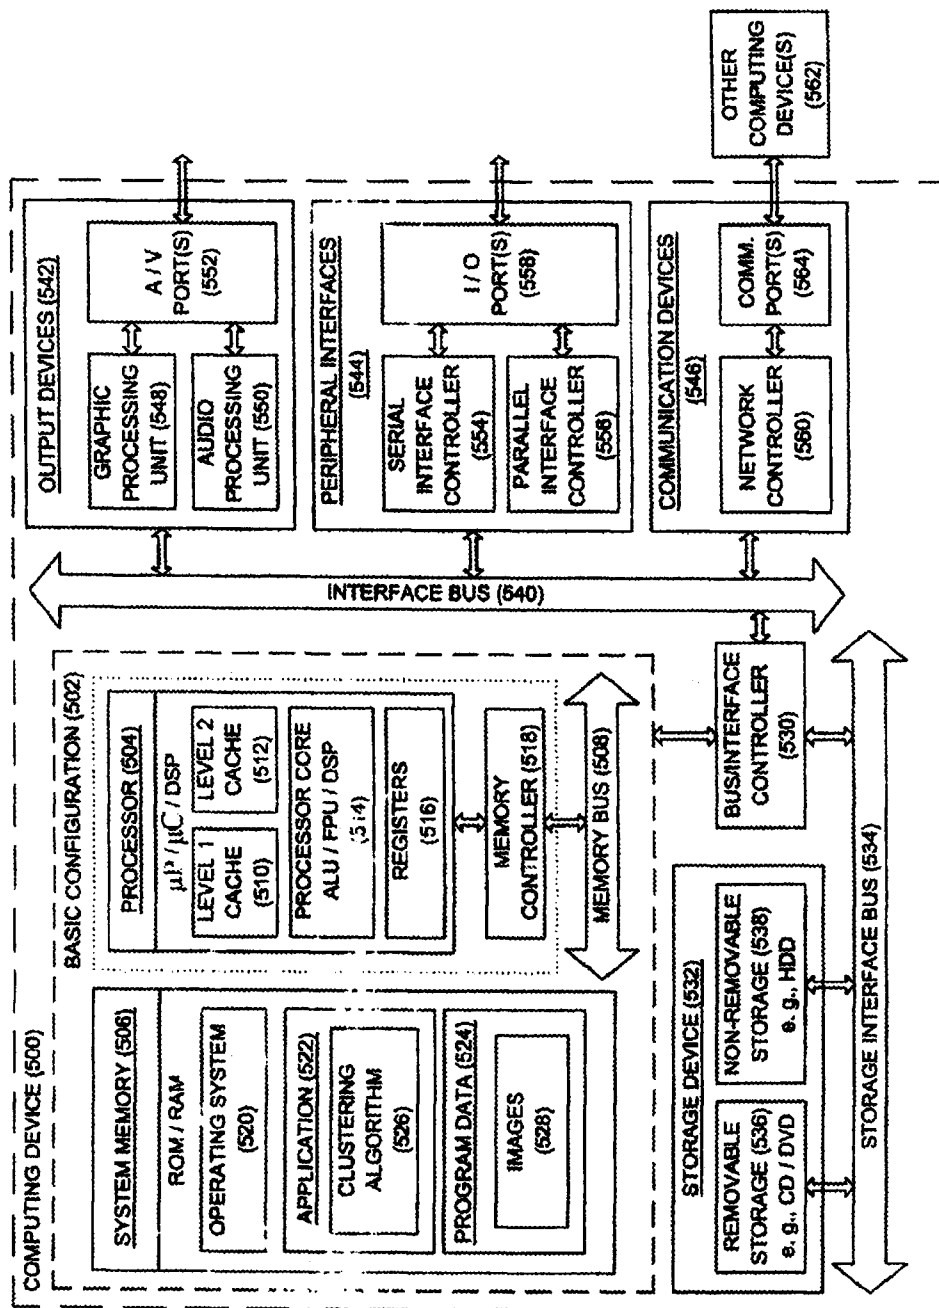 COMPUTING DEVICE (500)
BASIC CONFIGURATION (502)
SYSTEM MEMORY (506)
ROM / RAM
OPERATING SYSTEM
(520)
APPLICATION (522)
CLUSTERING
ALGORITHM
(526)
PROGRAM DATA (524)
IMAGES
(528)
PROCESSOR (504)
µP / µC / DSP
LEVEL 1
CACHE
(510)
LEVEL 2
CACHE
(512)
PROCESSOR CORE
ALU / FPU / DSP
(514)
REGISTERS
(516)
MEMORY
CONTROLLER (518)
MEMORY BUS (508)
STORAGE DEVICE (532)
REMOVABLE
STORAGE (536)
e. g., CD / DVD
NON-REMOVABLE
STORAGE (538)
e. g., HDD
BUS/INTERFACE
CONTROLLER
(530)
STORAGE INTERFACE BUS (534)
INTERFACE BUS (540)
OUTPUT DEVICES (542)
GRAPHIC
PROCESSING
UNIT (548)
AUDIO
PROCESSING
UNIT (550)
A / V
PORT(S)
(552)
PERIPHERAL INTERFACES
(544)
SERIAL
INTERFACE
CONTROLLER
(554)
PARALLEL
INTERFACE
CONTROLLER
(556)
I / O
PORT(S)
(558)
COMMUNICATION DEVICES
(546)
NETWORK
CONTROLLER
(560)
COMM.
PORT(S)
(564)
OTHER
COMPUTING
DEVICE(S)
(562)